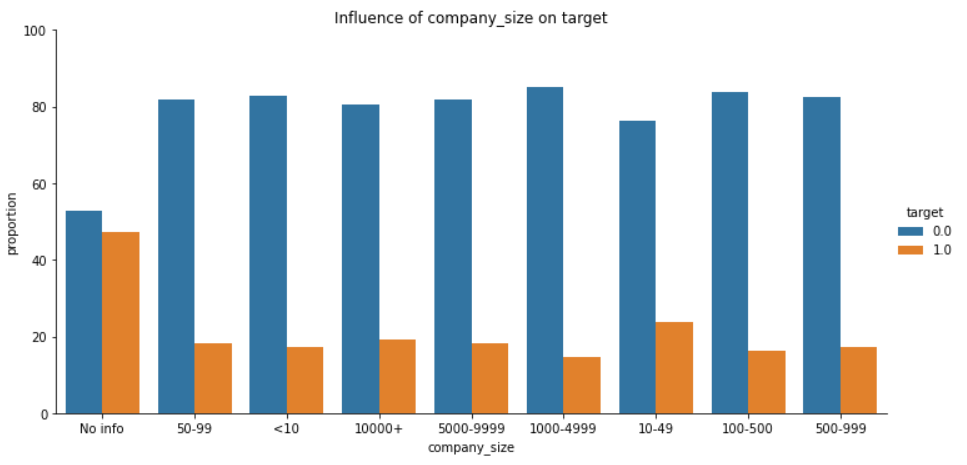 Influence of company_size on target
100
80
60
40
20
0
proportion
No info 50-99 <10 10000+ 5000-9999 1000-4999 10-49 100-500 500-999
company_size
target
0.0
1.0